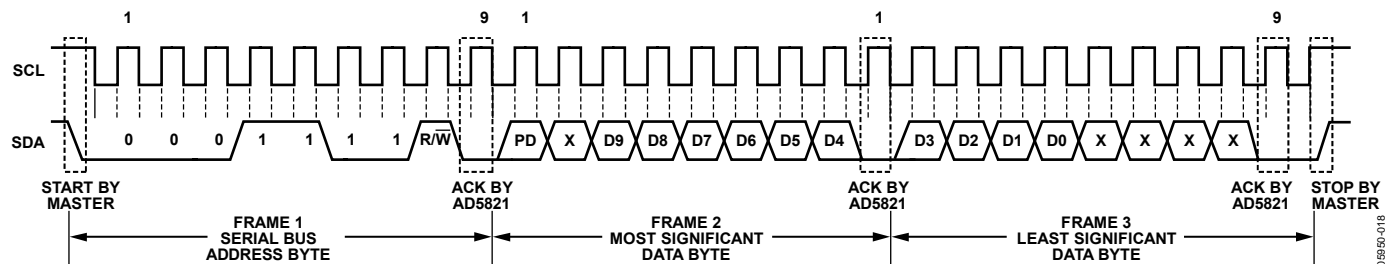 1 9 1 1 9
SCL
SDA 0 0 0 1 1 1 1 R/W PD X D9 D8 D7 D6 D5 D4 D3 D2 D1 D0 X X X X
START BY
MASTER
ACK BY
AD5821
ACK BY
AD5821
ACK BY
AD5821
STOP BY
MASTER
FRAME 1
SERIAL BUS
ADDRESS BYTE
FRAME 2
MOST SIGNIFICANT
DATA BYTE
FRAME 3
LEAST SIGNIFICANT
DATA BYTE
05950-018